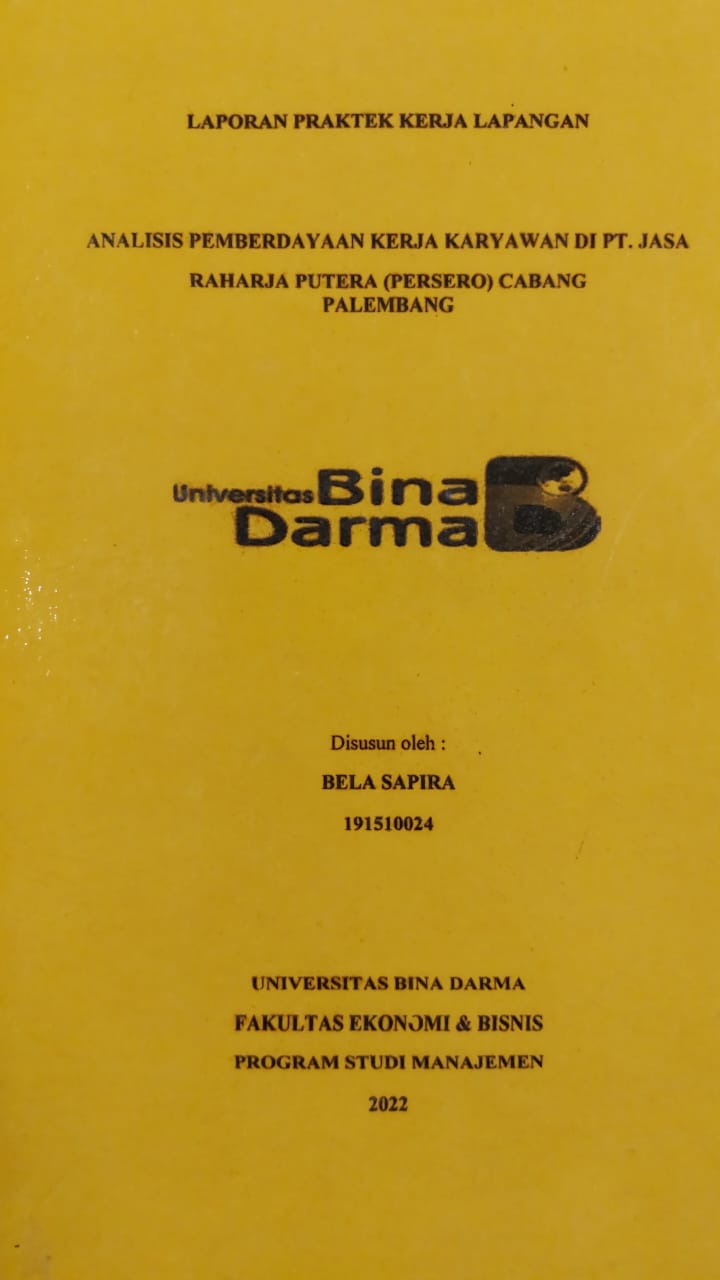 LAPORAN PRAKTEK KERJA LAPANGAN
ANALISIS PEMBERDAYAAN KERJA KARYAWAN DI PT. JASA
RAHARJA PUTERA (PERSERO) CABANG
PALEMBANG
Universitas Bina
Darma
Disusun oleh :
BELA SAPIRA
191510024
UNIVERSITAS BINA DARMA
FAKULTAS EKONOMI & BISNIS
PROGRAM STUDI MANAJEMEN
2022